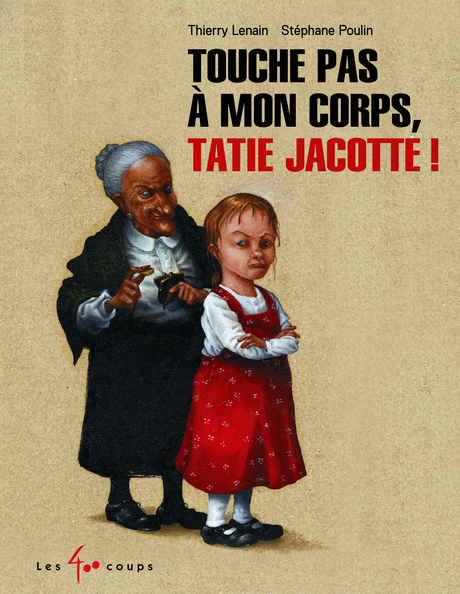 Thierry Lenain Stéphane Poulin
TOUCHE PAS
À MON CORPS,
TATIE JACOTTE !
Les 400 coups